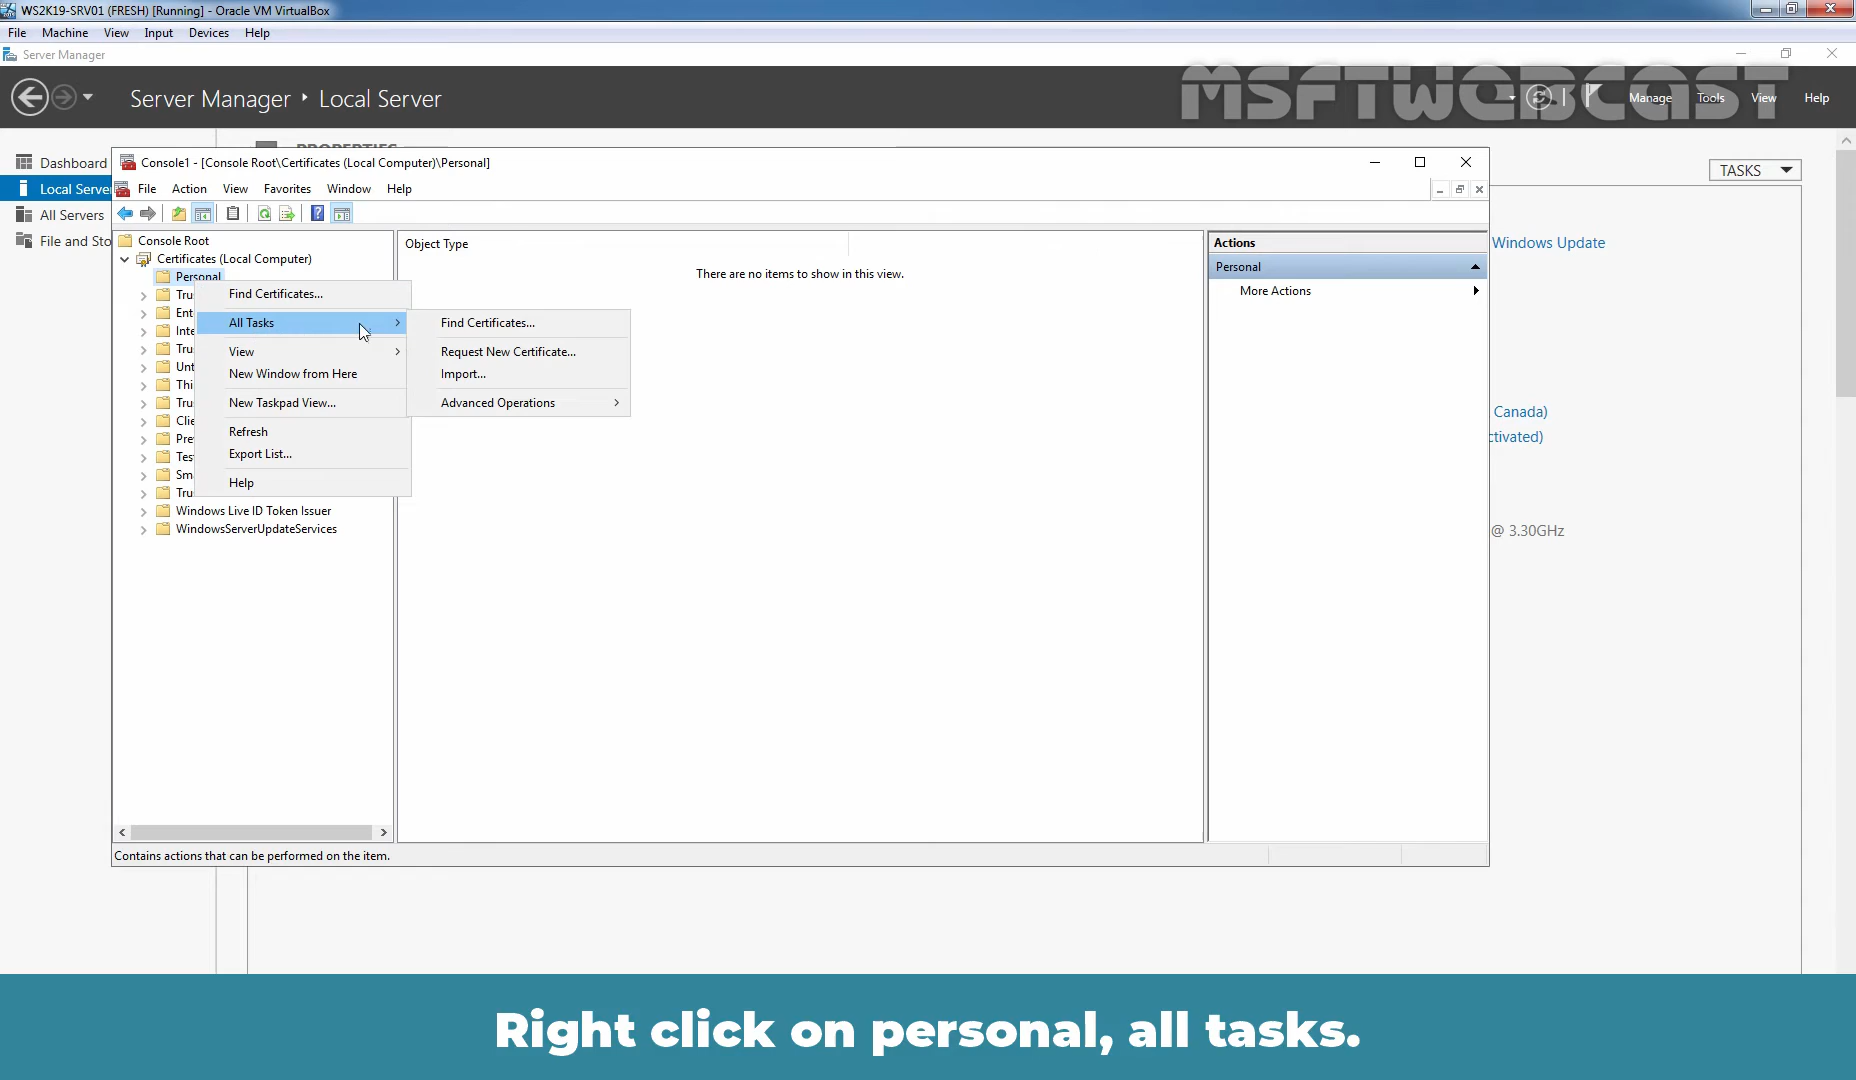 WS2K19-SRV01 (FRESH) [Running] - Oracle VM VirtualBox
File Machine View Input Devices Help
Server Manager
Server Manager Local Server
MSFTWEBCAST
Manage Tools View Help
Dashboard
Local Serve
All Servers
File and Sto
PROPERTIES
TASKS
Console1 - [Console Root\Certificates (Local Computer)\Personal]
File Action View Favorites Window Help
Console Root
Certificates (Local Computer)
Personal
Tru
Ent
Inte
Tru
Unt
Thi
Tru
Clie
Pre
Tes
Sm
Tru
Windows Live ID Token Issuer
WindowsServerUpdateServices
Find Certificates...
All Tasks
View
New Window from Here
New Taskpad View...
Refresh
Export List...
Help
Find Certificates...
Request New Certificate...
Import...
Advanced Operations
Object Type
There are no items to show in this view.
Actions
Personal
More Actions
Windows Update
Canada)
ctivated)
@ 3.30GHz
Contains actions that can be performed on the item.
Right click on personal, all tasks.